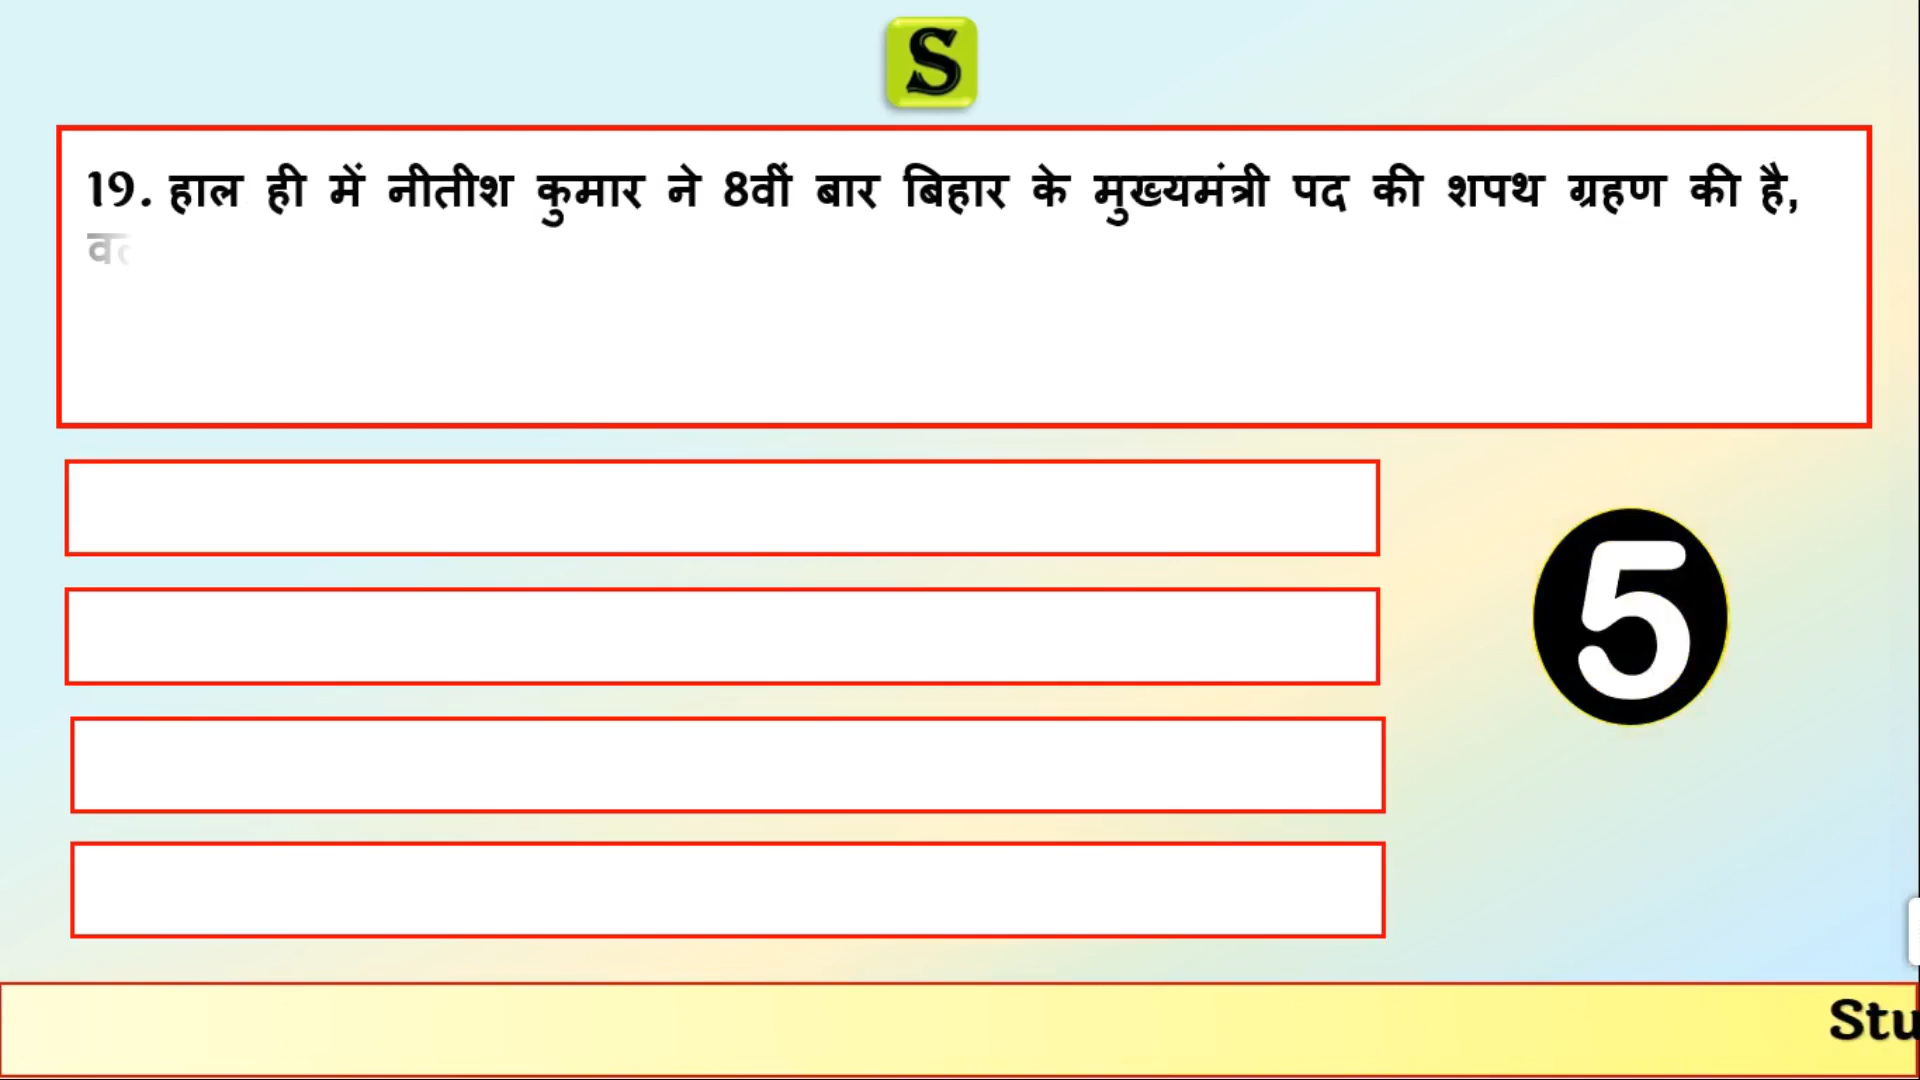 S
19. हाल ही में नीतीश कुमार ने 8वीं बार बिहार के मुख्यमंत्री पद की शपथ ग्रहण की है,
5
Stu